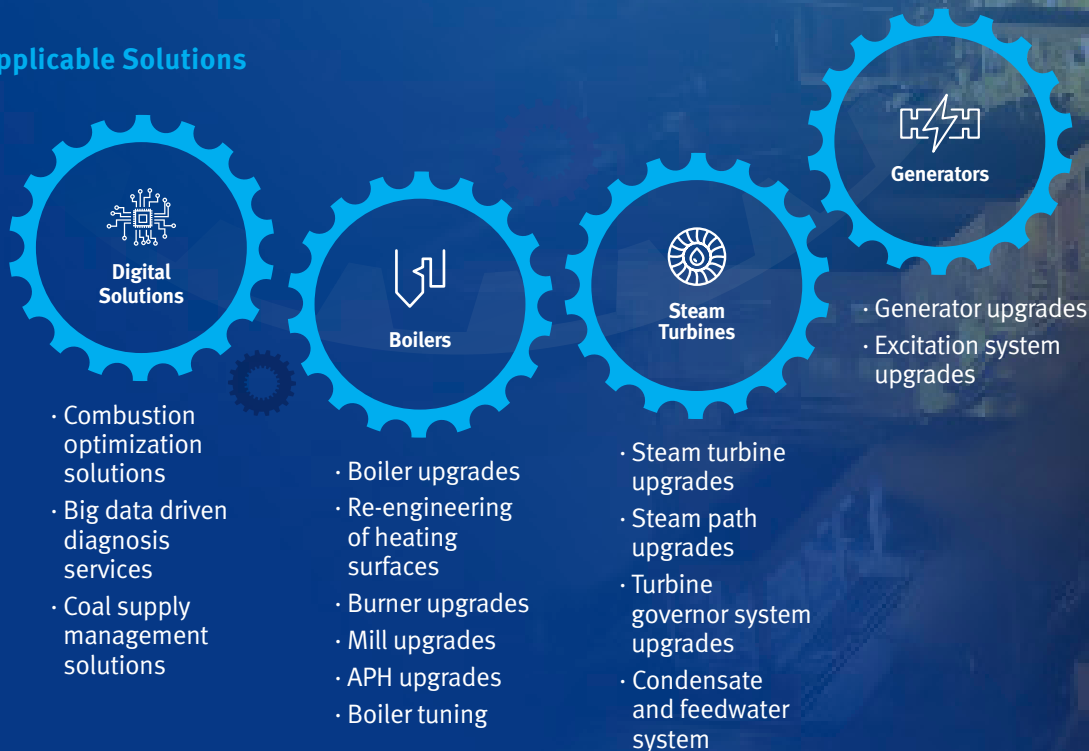 pplicable Solutions
Digital
Solutions
· Combustion
optimization
solutions
· Big data driven
diagnosis
services
· Coal supply
management
solutions
Boilers
· Boiler upgrades
· Re-engineering
of heating
surfaces
· Burner upgrades
· Mill upgrades
· APH upgrades
· Boiler tuning
Steam
Turbines
· Steam turbine
upgrades
· Steam path
upgrades
· Turbine
governor system
upgrades
· Condensate
and feedwater
system
Generators
· Generator upgrades
· Excitation system
upgrades